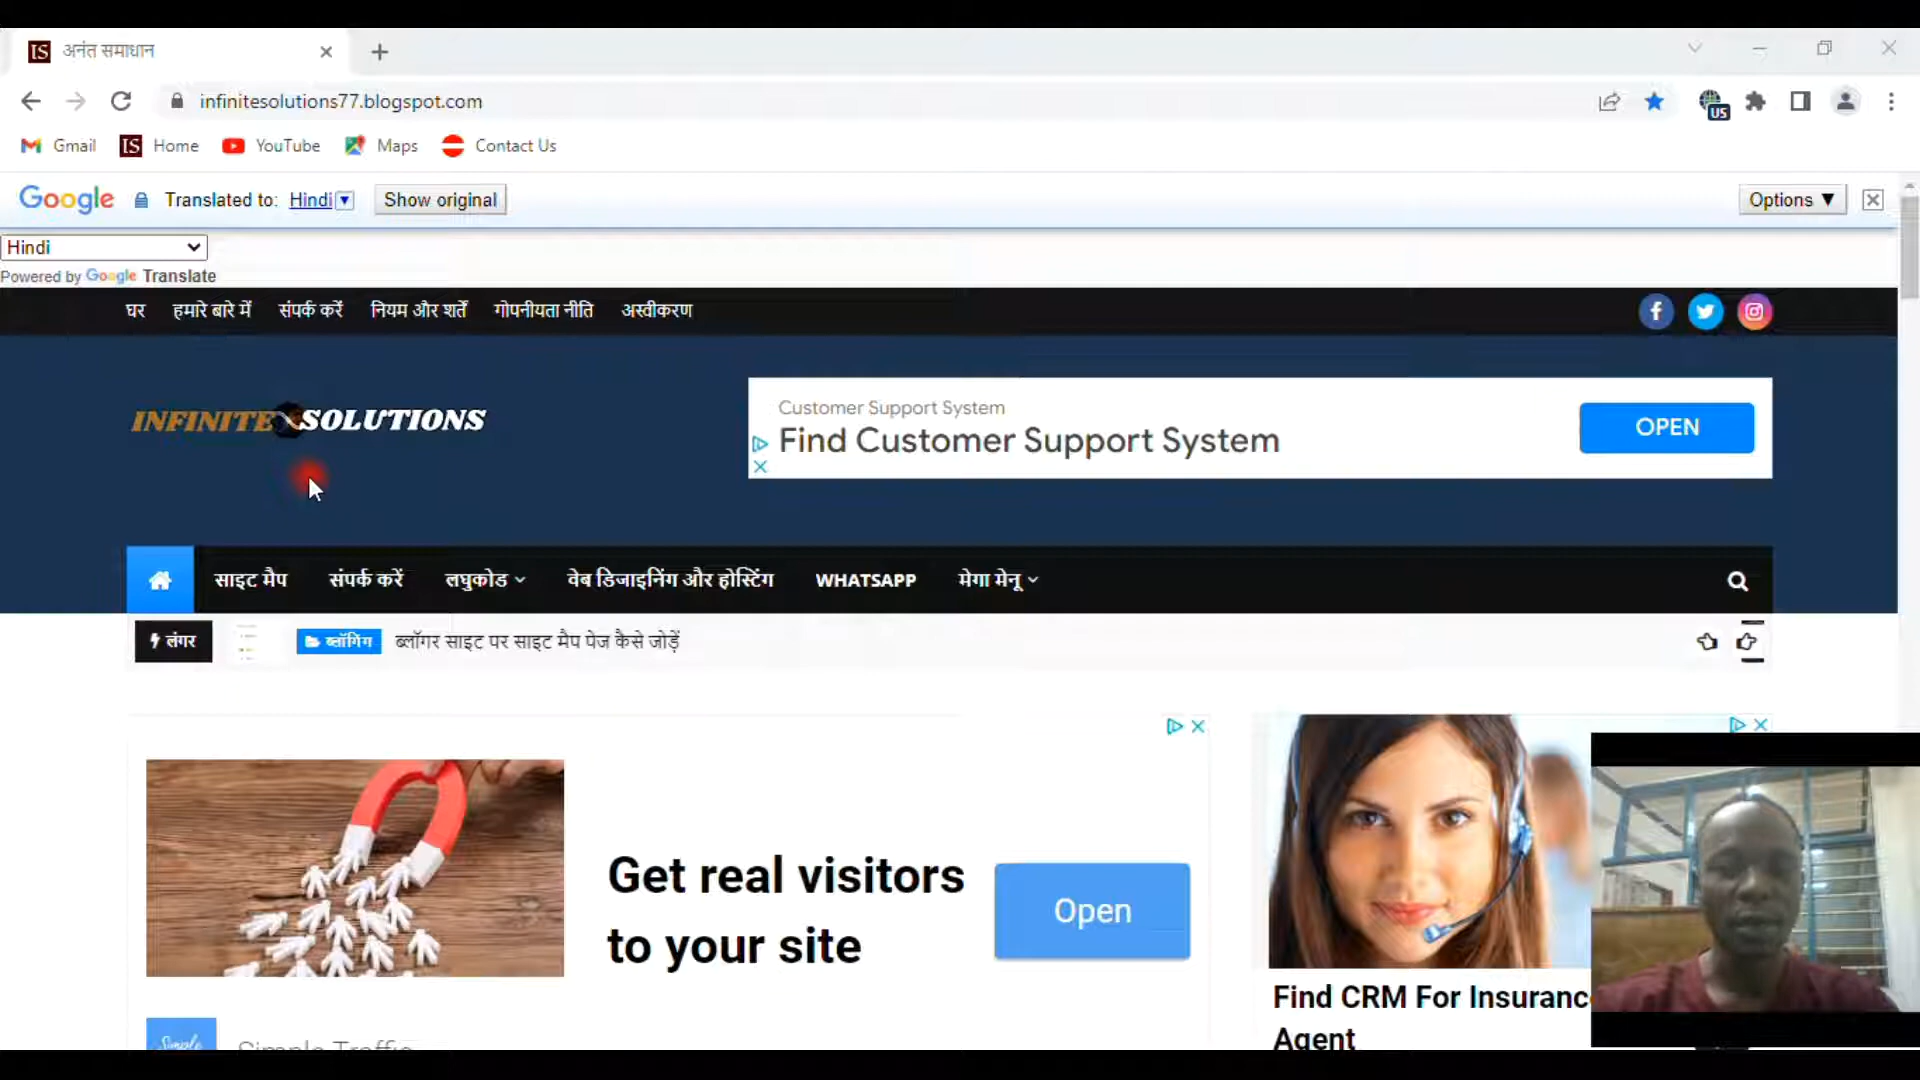 IS अनंत समाधान
infinitesolutions77.blogspot.com
US
Gmail IS Home YouTube Maps Contact Us
Google Translated to: Hindi Show original Options
Hindi
Powered by Google Translate
घर हमारे बारे में संपर्क करें नियम और शर्तें गोपनीयता नीति अस्वीकरण
INFINITE SOLUTIONS
Customer Support System
Find Customer Support System
OPEN
साइट मैप संपर्क करें लघुकोड वेब डिजाइनिंग और होस्टिंग WHATSAPP मेगा मेनू
लंगर ब्लॉगिंग ब्लॉगर साइट पर साइट मैप पेज कैसे जोड़ें
Get real visitors
to your site
Open
Simple
Simple Traffic
Find CRM For Insuranc
Agent